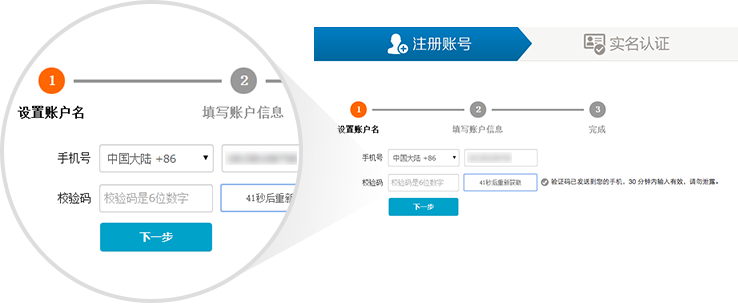 注册账号
实名认证
1
2
设置账户名
填写账户信息
手机号
中国大陆 +86
校验码
校验码是6位数字
41秒后重新
下一步
1
2
3
设置账户名
填写账户信息
完成
手机号
中国大陆 +86
校验码
校验码是6位数字
41秒后重新获取
验证码已发送到您的手机，30 分钟内输入有效，请勿泄露。
下一步